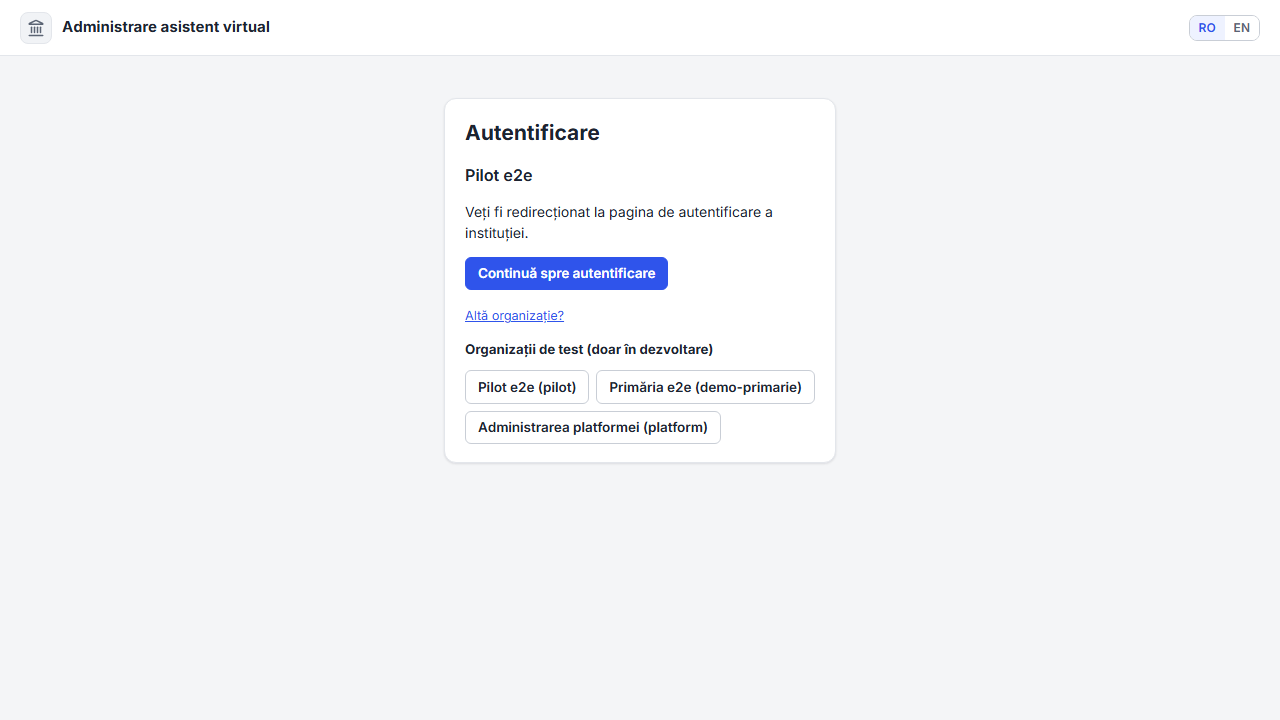 Administrare asistent virtual
RO EN
Autentificare
Pilot e2e
Veți fi redirecționat la pagina de autentificare a
instituției.
Continuă spre autentificare
Altă organizație?
Organizații de test (doar în dezvoltare)
Pilot e2e (pilot) Primăria e2e (demo-primarie)
Administrarea platformei (platform)